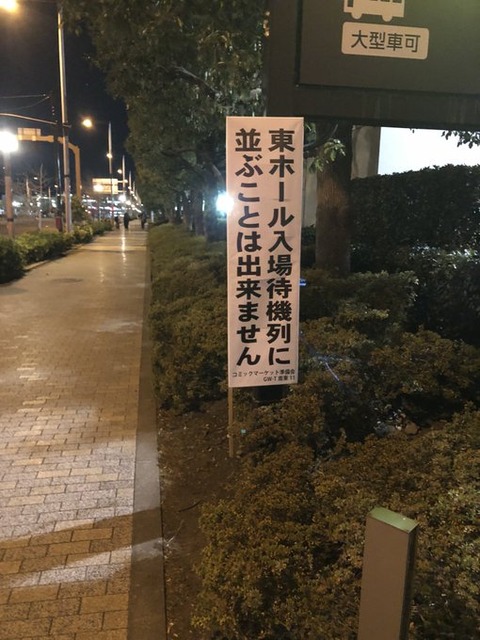 大型車可
東ホール入場待機列に
並ぶことは出来ません
コミックマーケット準備会